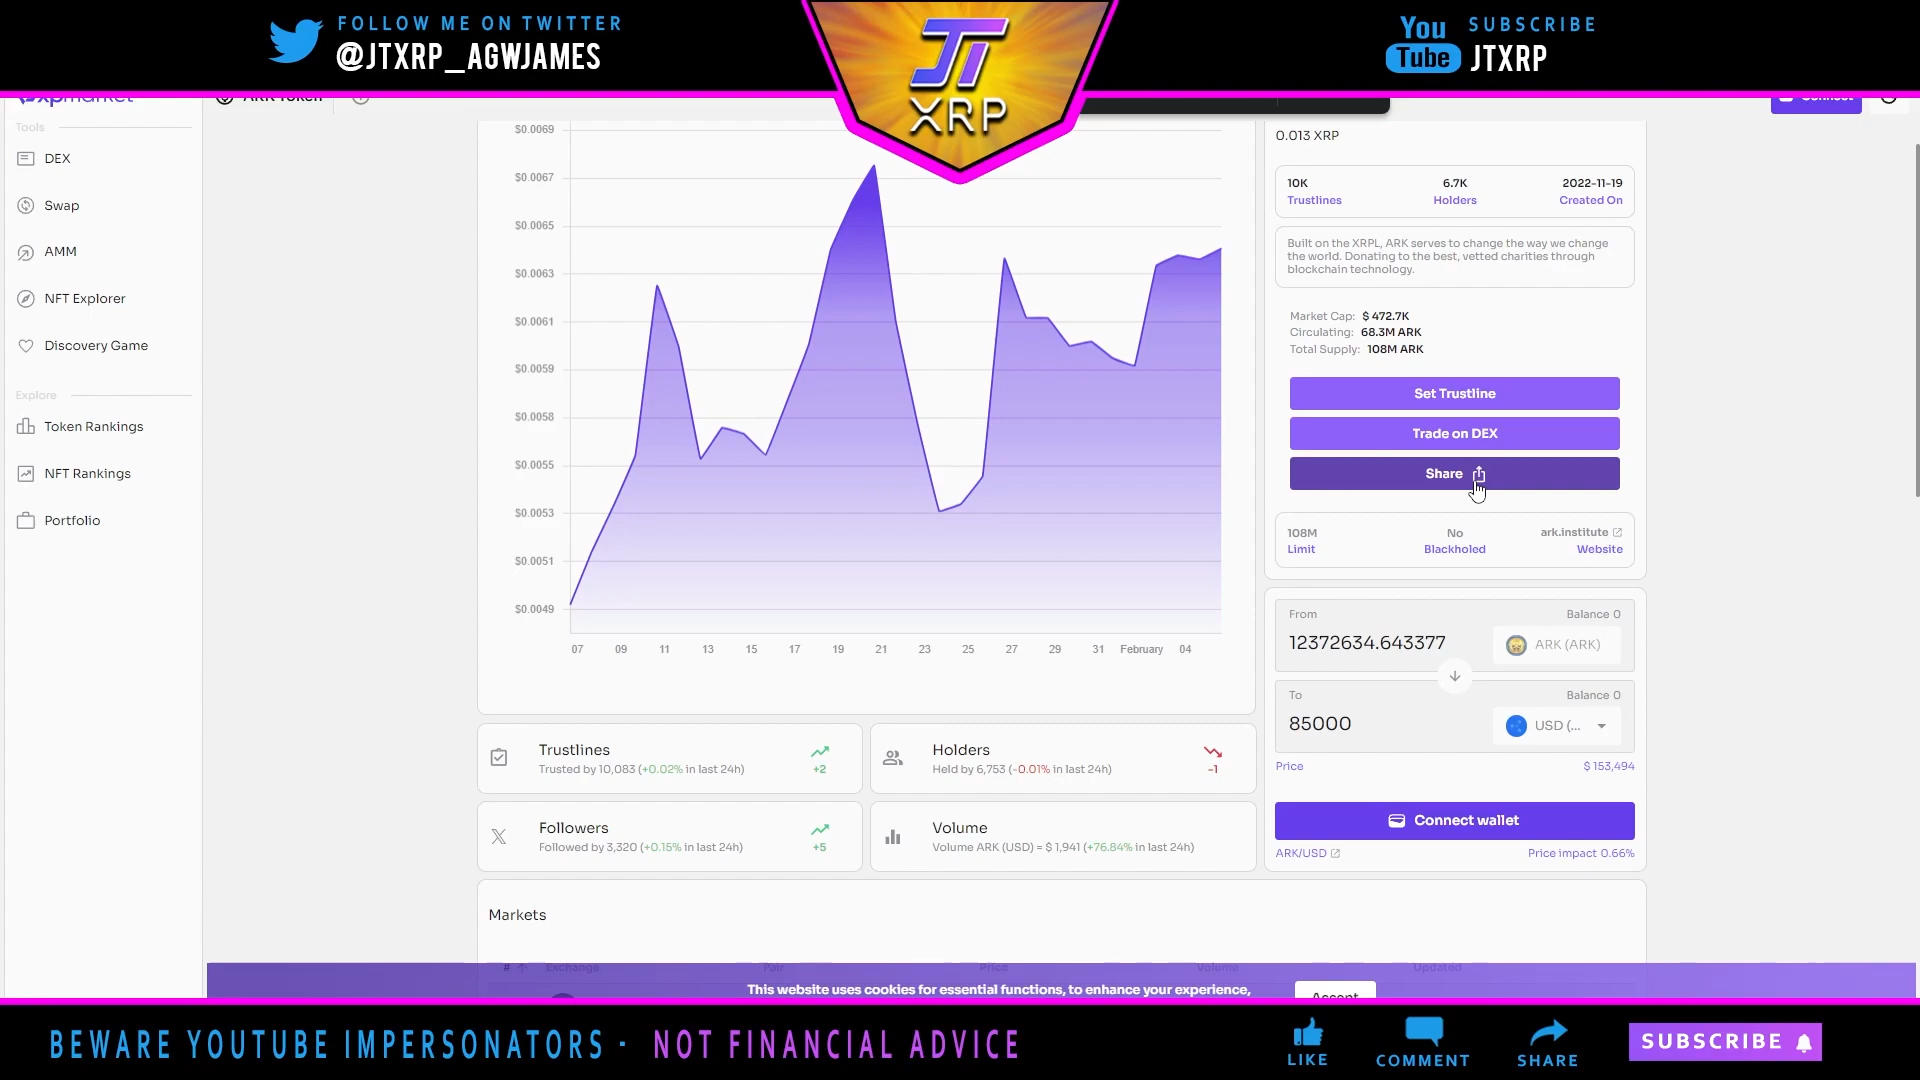 FOLLOW ME ON TWITTER
@JTXRP_AGWJAMES
JT
XRP
You
Tube
SUBSCRIBE
JTXRP
xpmarket
ARK Token
Connect
Tools
DEX
Swap
AMM
NFT Explorer
Discovery Game
Explore
Token Rankings
NFT Rankings
Portfolio
$0.0069
$0.0067
$0.0065
$0.0063
$0.0061
$0.0059
$0.0058
$0.0055
$0.0053
$0.0051
$0.0049
07 09 11 13 15 17 19 21 23 25 27 29 31 February 04
0.013 XRP
10K 6.7K 2022-11-19
Trustlines Holders Created On
Built on the XRPL, ARK serves to change the way we change
the world. Donating to the best, vetted charities through
blockchain technology.
Market Cap: $ 472.7K
Circulating: 68.3M ARK
Total Supply: 108M ARK
Set Trustline
Trade on DEX
Share
108M No ark.institute
Limit Blackholed Website
From Balance 0
12372634.643377 ARK (ARK)
To Balance 0
85000 USD (...
Price $ 153,494
Connect wallet
ARK/USD Price impact 0.66%
Trustlines
Trusted by 10,083 (+0.02% in last 24h) +2
Holders
Held by 6,753 (-0.01% in last 24h) -1
Followers
Followed by 3,320 (+0.15% in last 24h) +5
Volume
Volume ARK (USD) = $ 1,941 (+76.84% in last 24h)
Markets
# Exchange Pair Price Volume Updated
This website uses cookies for essential functions, to enhance your experience,
Accept
BEWARE YOUTUBE IMPERSONATORS - NOT FINANCIAL ADVICE
LIKE
COMMENT
SHARE
SUBSCRIBE